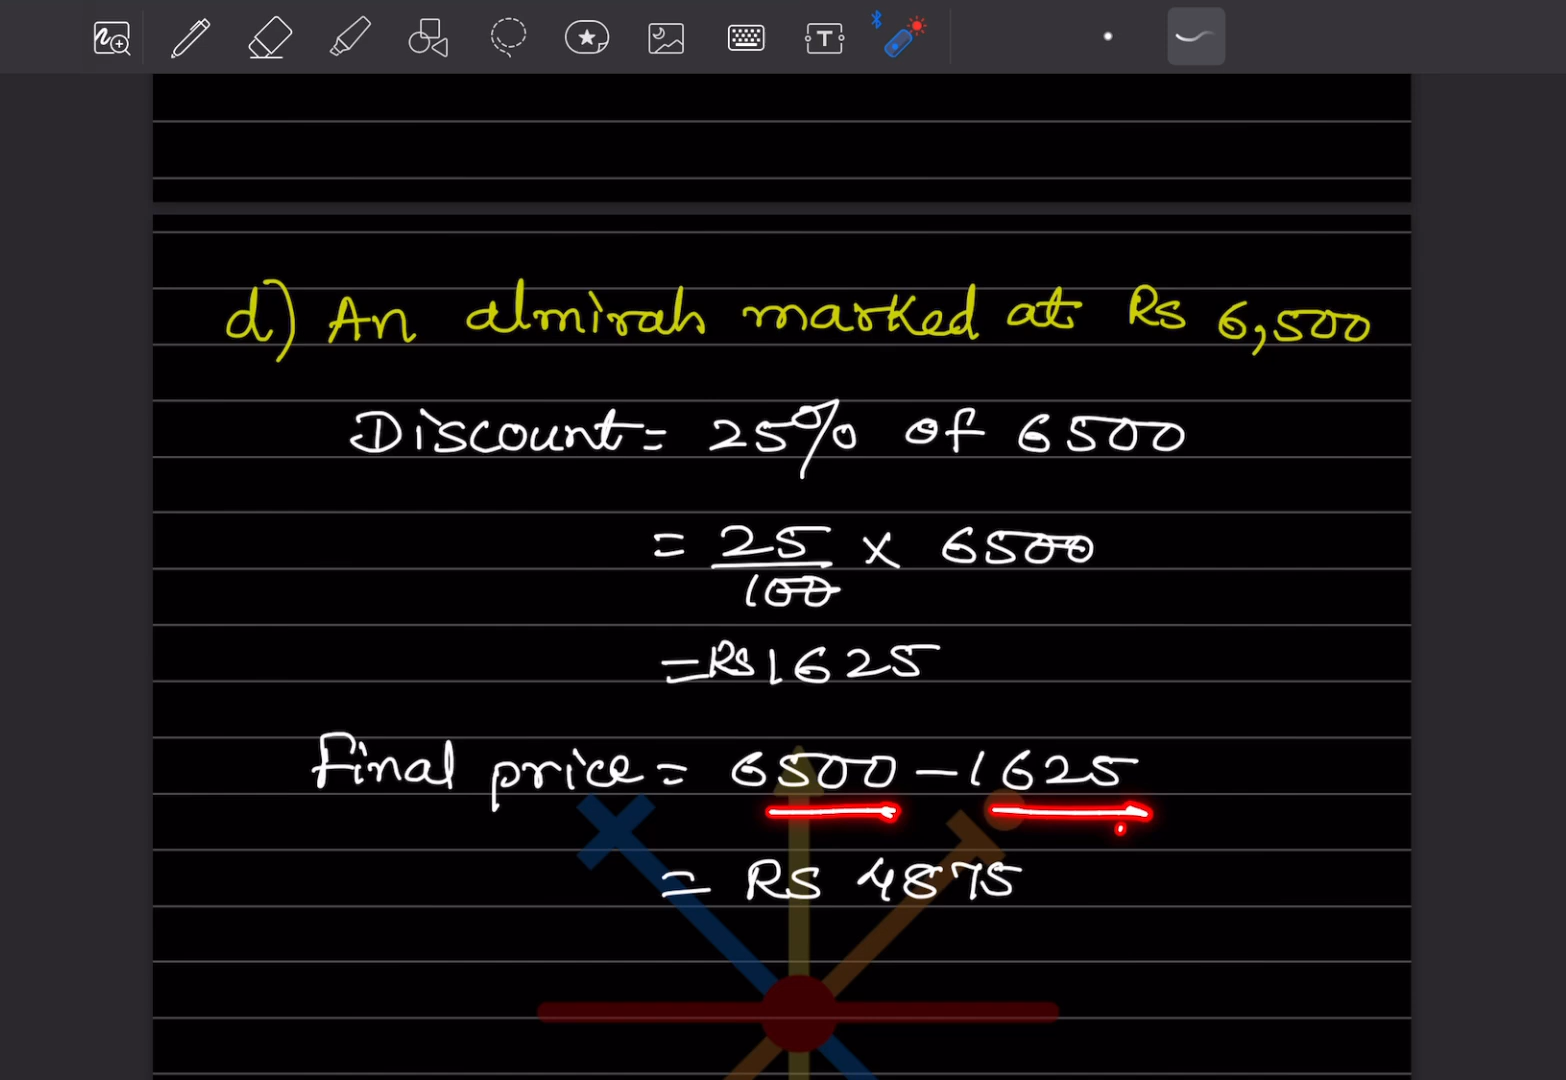 d) An almirah marked at Rs 6,500
Discount = 25% of 6500
= 25/100 × 6500
= Rs 1625
Final price = 6500 - 1625
= Rs 4875